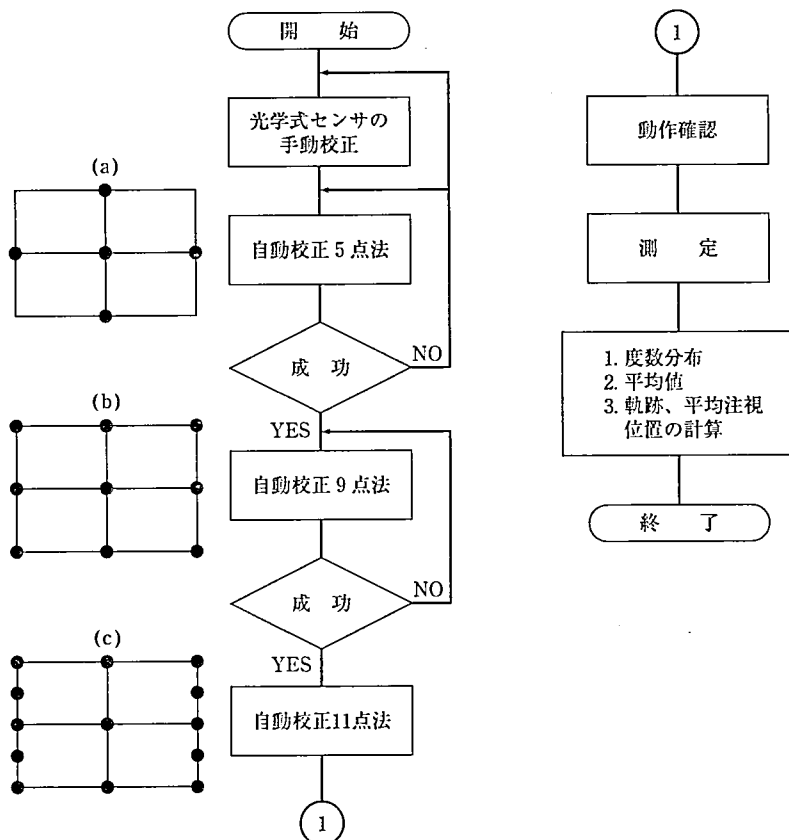 開 始
光学式センサの
手動校正
(a)
自動校正5点法
成 功
NO
YES
(b)
自動校正9点法
成 功
NO
YES
(c)
自動校正11点法
1
1
動作確認
測 定
1. 度数分布
2. 平均値
3. 軌跡、平均注視
位置の計算
終 了